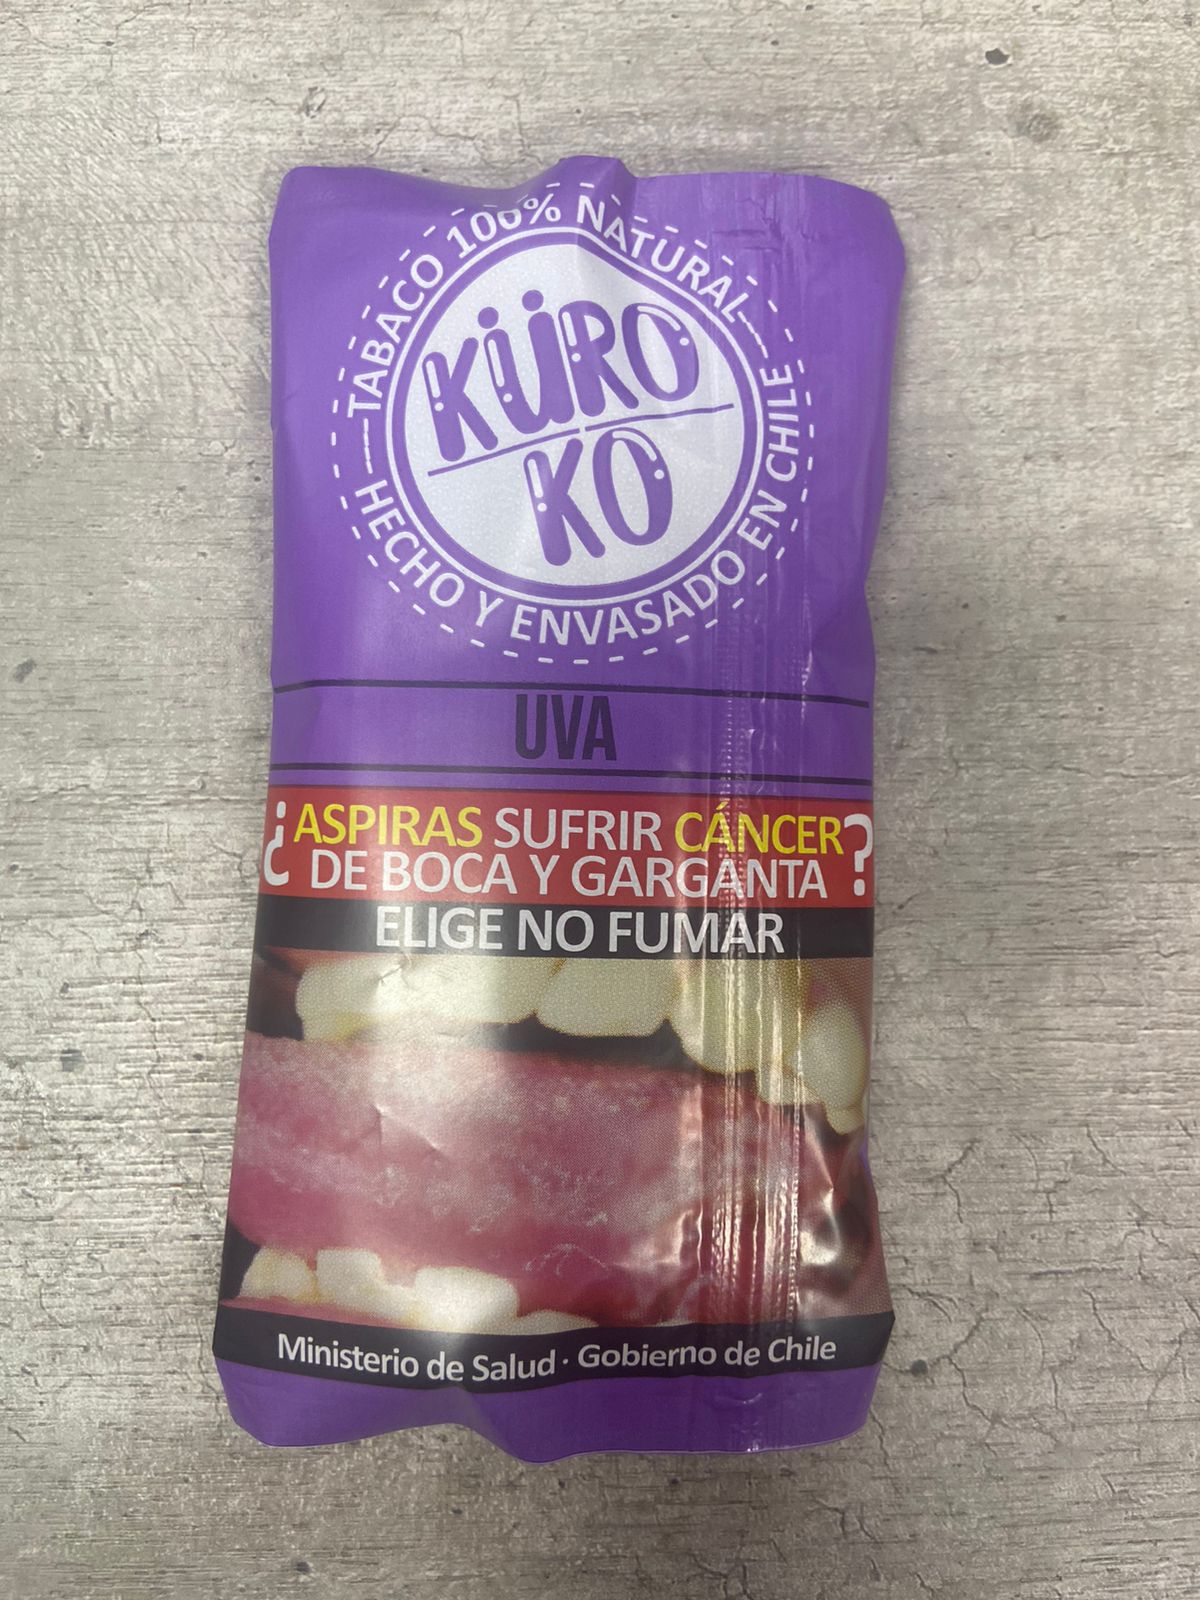 TABACO 100% NATURAL
KÜRO
KO
HECHO Y ENVASADO EN CHILE
UVA
¿ASPIRAS SUFRIR CÁNCER
DE BOCA Y GARGANTA?
ELIGE NO FUMAR
Ministerio de Salud · Gobierno de Chile